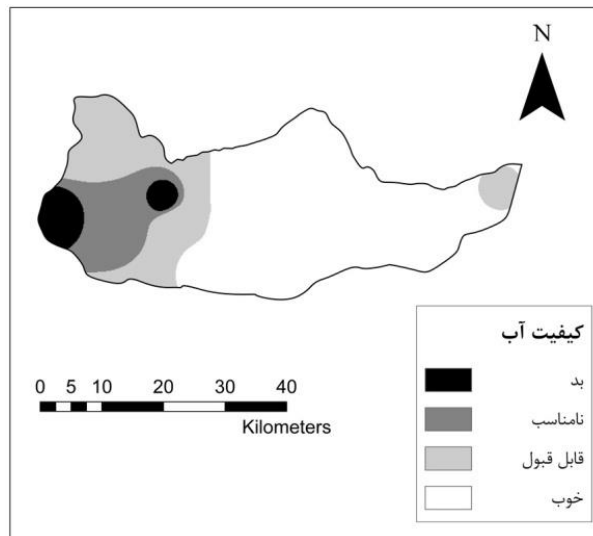 N
کیفیت آب
بد
نامناسب
قابل قبول
خوب
0 5 10 20 30 40
Kilometers